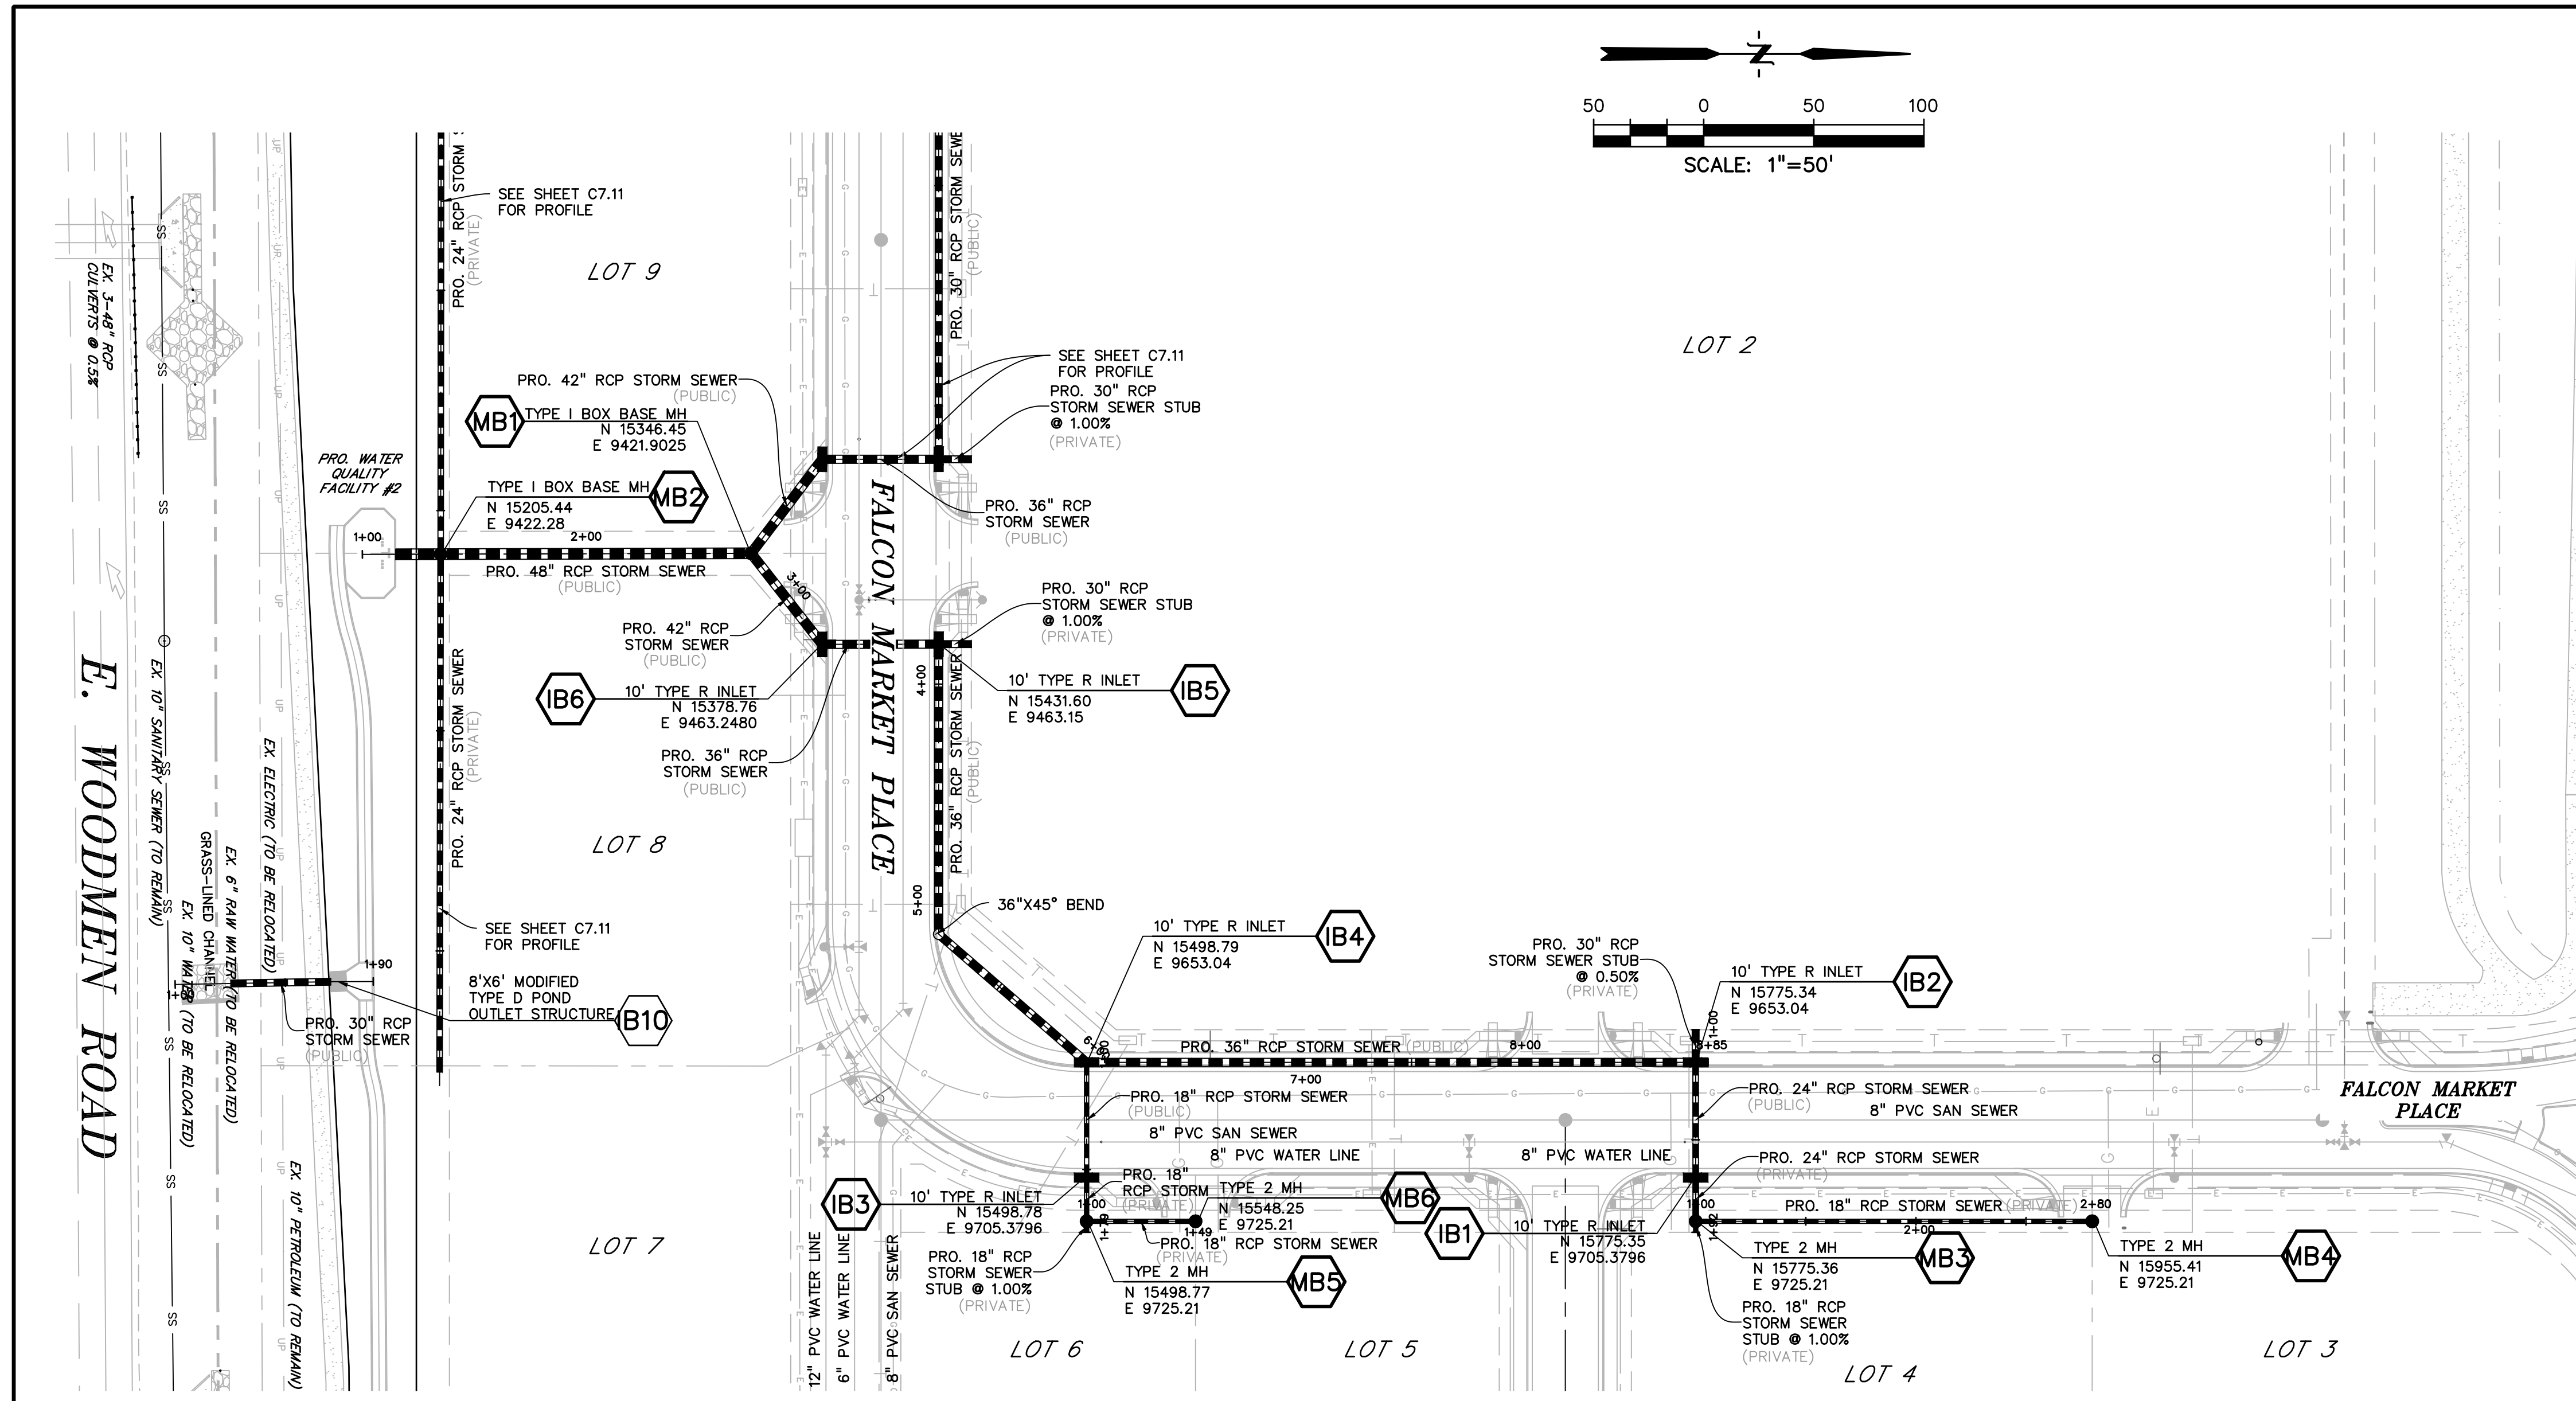 Z
50 0 50 100
SCALE: 1"=50'
PRO. 24" RCP STORM S
(PRIVATE)
SEE SHEET C7.11
FOR PROFILE
LOT 9
PRO. 30" RCP STORM SEWE
(PUBLIC)
EX. 3-48" RCP
CULVERTS @ 0.5%
LOT 2
SEE SHEET C7.11
FOR PROFILE
PRO. 30" RCP
STORM SEWER STUB
@ 1.00%
(PRIVATE)
PRO. 42" RCP STORM SEWER
(PUBLIC)
MB1
TYPE I BOX BASE MH
N 15346.45
E 9421.9025
PRO. WATER
QUALITY
FACILITY #2
TYPE I BOX BASE MH
MB2
N 15205.44
E 9422.28
1+00
2+00
PRO. 48" RCP STORM SEWER
(PUBLIC)
3+00
PRO. 36" RCP
STORM SEWER
(PUBLIC)
FALCON MARKET PLACE
PRO. 30" RCP
STORM SEWER STUB
@ 1.00%
(PRIVATE)
PRO. 42" RCP
STORM SEWER
(PUBLIC)
IB6
10' TYPE R INLET
N 15378.76
E 9463.2480
4+00
10' TYPE R INLET
N 15431.60
E 9463.15
IB5
PRO. 36" RCP
STORM SEWER
(PUBLIC)
PRO. 36" RCP STORM SEWER
(PUBLIC)
PRO. 24" RCP STORM SEWER
(PRIVATE)
E. WOODMEN ROAD
EX. 10" SANITARY SEWER (TO REMAIN)
EX. ELECTRIC (TO BE RELOCATED)
EX. 6" RAW WATER (TO BE RELOCATED)
GRASS-LINED CHANNEL
EX. 10" WATER (TO BE RELOCATED)
EX. 10" PETROLEUM (TO REMAIN)
LOT 8
5+00
36"X45° BEND
SEE SHEET C7.11
FOR PROFILE
1+90
8'X6' MODIFIED
TYPE D POND
OUTLET STRUCTURE
IB10
PRO. 30" RCP
STORM SEWER
(PUBLIC)
10' TYPE R INLET
N 15498.79
E 9653.04
IB4
PRO. 30" RCP
STORM SEWER STUB
@ 0.50%
(PRIVATE)
10' TYPE R INLET
N 15775.34
E 9653.04
IB2
1+00
8+85
PRO. 36" RCP STORM SEWER (PUBLIC)
7+00
8+00
PRO. 18" RCP STORM SEWER
(PUBLIC)
8" PVC SAN SEWER
8" PVC WATER LINE
8" PVC WATER LINE
PRO. 24" RCP STORM SEWER
(PUBLIC)
8" PVC SAN SEWER
FALCON MARKET
PLACE
IB3
10' TYPE R INLET
N 15498.78
E 9705.3796
PRO. 18"
RCP STORM
(PRIVATE)
1+00
1+79
1+49
TYPE 2 MH
N 15548.25
E 9725.21
MB6
PRO. 18" RCP STORM SEWER
(PRIVATE)
PRO. 18" RCP
STORM SEWER
STUB @ 1.00%
(PRIVATE)
TYPE 2 MH
N 15498.77
E 9725.21
MB5
IB1
10' TYPE R INLET
N 15775.35
E 9705.3796
PRO. 24" RCP STORM SEWER
(PRIVATE)
PRO. 18" RCP STORM SEWER (PRIVATE)
1+00
1+92
2+00
2+80
TYPE 2 MH
N 15775.36
E 9725.21
MB3
TYPE 2 MH
N 15955.41
E 9725.21
MB4
PRO. 18" RCP
STORM SEWER
STUB @ 1.00%
(PRIVATE)
LOT 7
12" PVC WATER LINE
6" PVC WATER LINE
8" PVC SAN SEWER
LOT 6
LOT 5
LOT 4
LOT 3